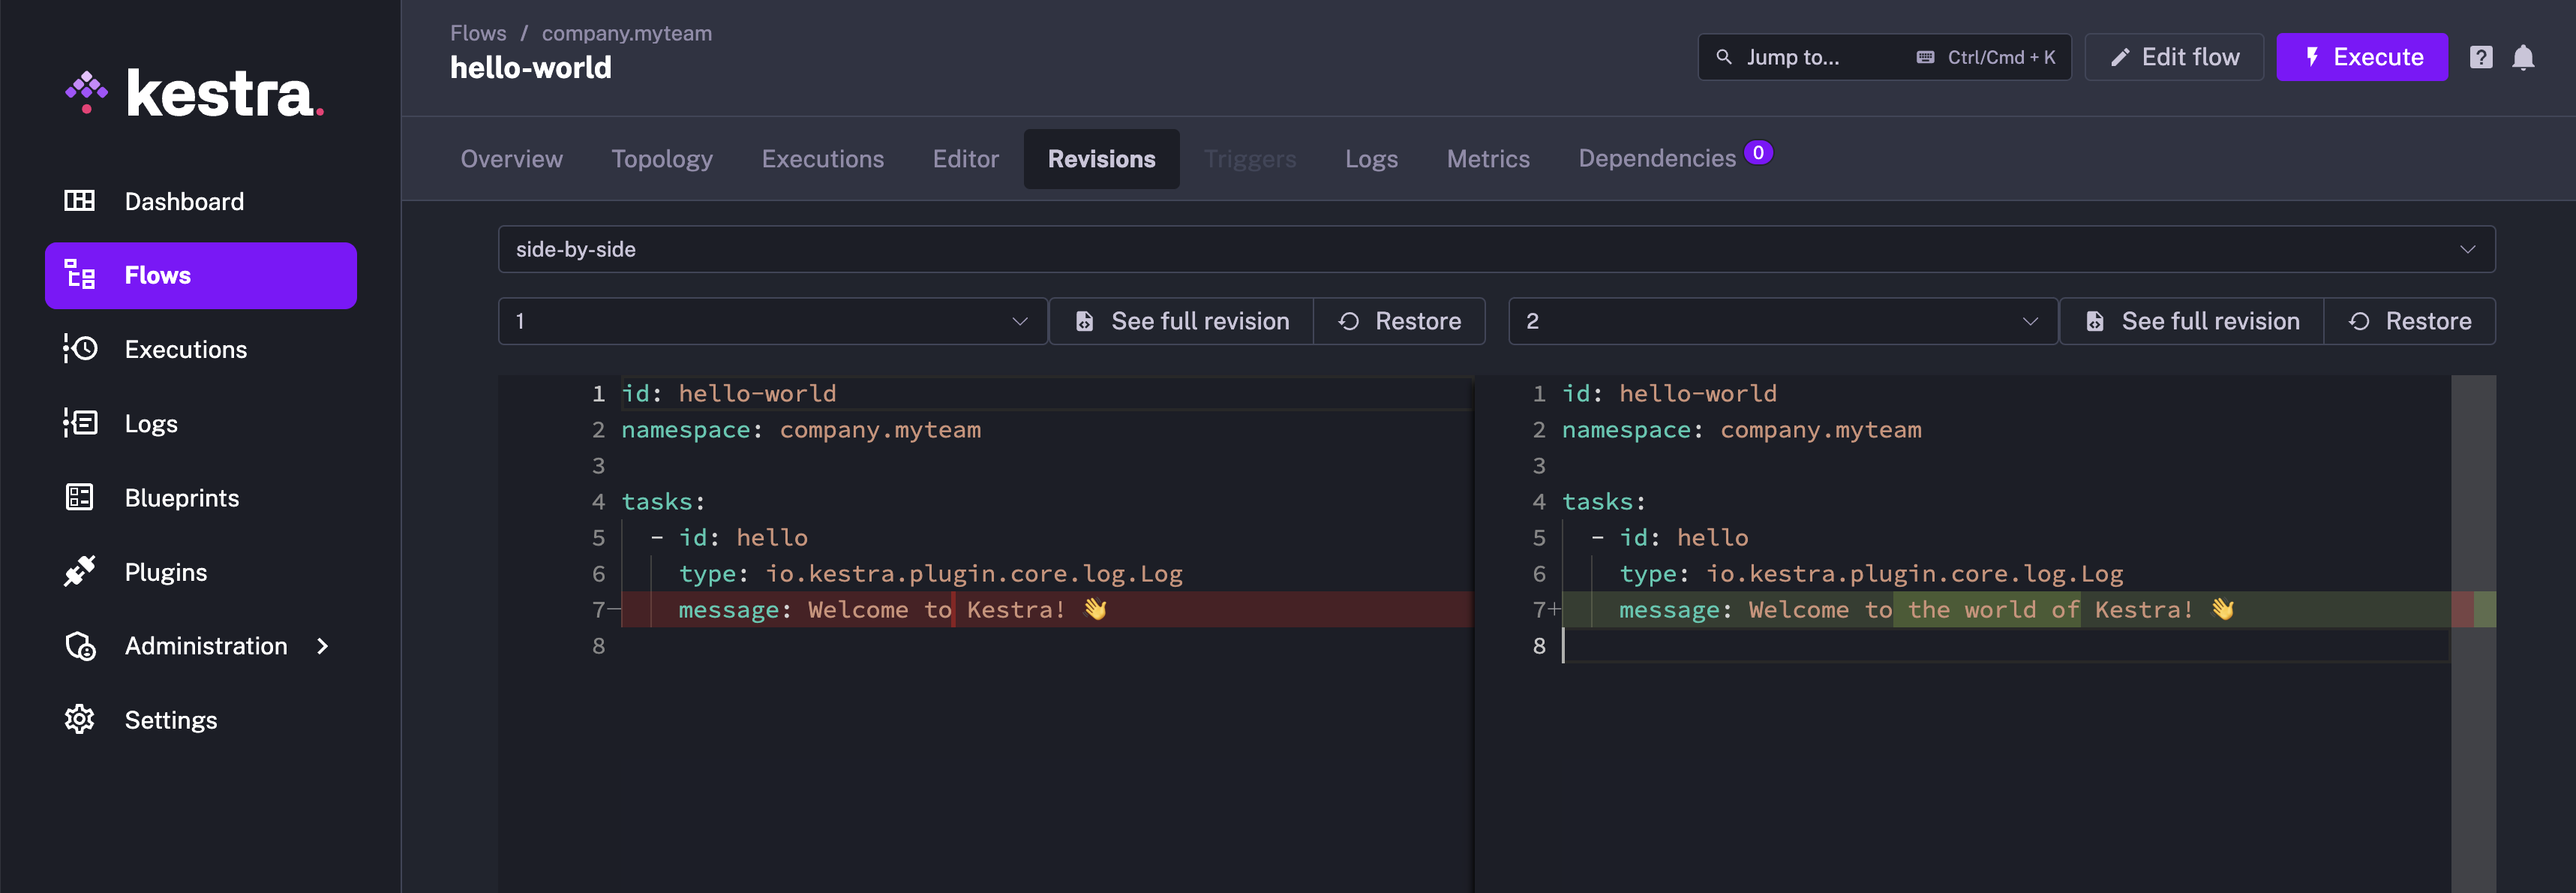 kestra.
Dashboard
Flows
Executions
Logs
Blueprints
Plugins
Administration
Settings
Flows / company.myteam
hello-world
Jump to... Ctrl/Cmd + K
Edit flow
Execute
Overview Topology Executions Editor Revisions Triggers Logs Metrics Dependencies 0
side-by-side
1 See full revision Restore
2 See full revision Restore
1 id: hello-world
2 namespace: company.myteam
3
4 tasks:
5 - id: hello
6 type: io.kestra.plugin.core.log.Log
7- message: Welcome to Kestra! 👋
8
1 id: hello-world
2 namespace: company.myteam
3
4 tasks:
5 - id: hello
6 type: io.kestra.plugin.core.log.Log
7+ message: Welcome to the world of Kestra! 👋
8